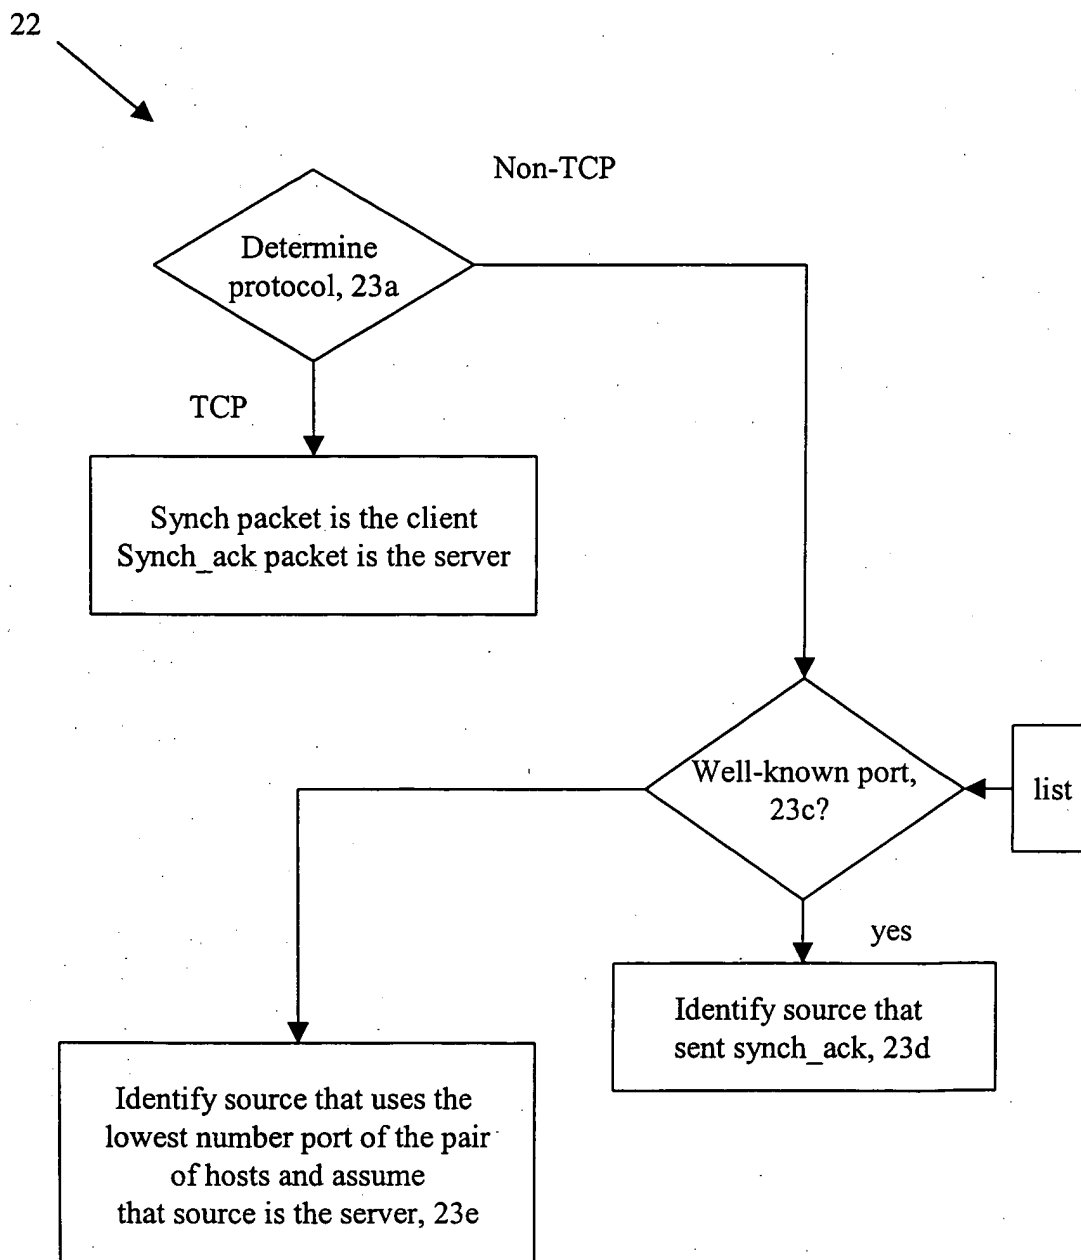 22
Non-TCP
Determine
protocol, 23a
TCP
Synch packet is the client
Synch_ack packet is the server
Well-known port,
23c?
list
yes
Identify source that
sent synch_ack, 23d
Identify source that uses the
lowest number port of the pair
of hosts and assume
that source is the server, 23e